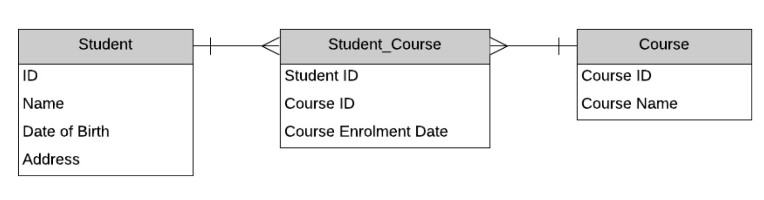 Student
ID
Name
Date of Birth
Address
Student_Course
Student ID
Course ID
Course Enrolment Date
Course
Course ID
Course Name